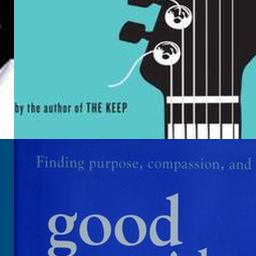 by the author of THE KEEP
Finding purpose, compassion, and
good